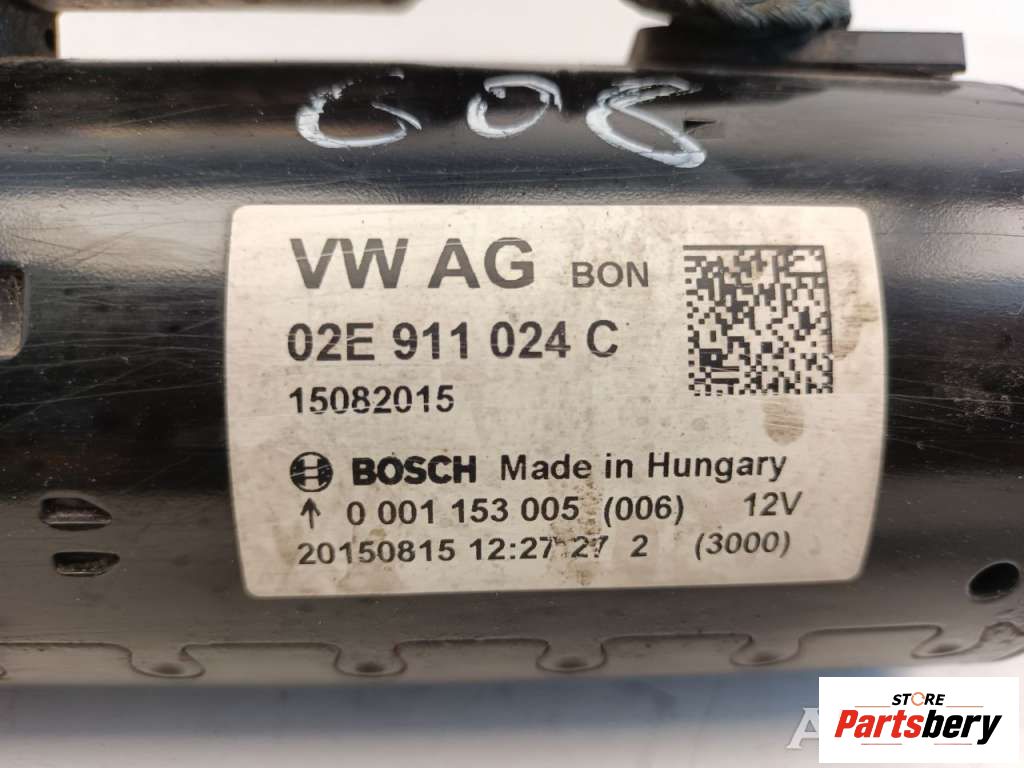 608
VW AG BON
02E 911 024 C
15082015
BOSCH Made in Hungary
↑ 0 001 153 005 (006) 12V
20150815 12:27 27 2 (3000)
STORE
Partsbery